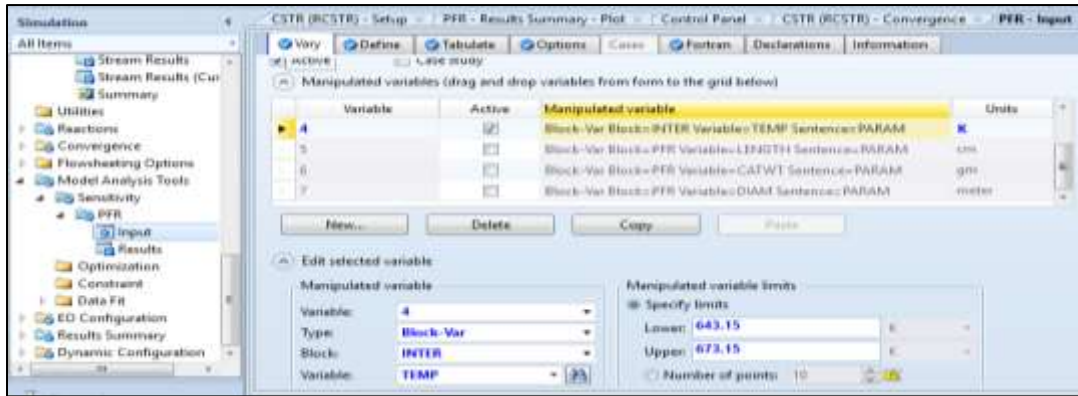 Simulation
CSTR (RCSTR) - Setup
PFR - Results Summary - Plot
Control Panel
CSTR (RCSTR) - Convergence
PFR - Input
All Items
Vary
Define
Tabulate
Options
Cases
Fortran
Declarations
Information
Stream Results
Stream Results (Cus
Summary
Utilities
Reactions
Convergence
Flowsheeting Options
Model Analysis Tools
Sensitivity
PFR
Input
Results
Optimization
Constraint
Data Fit
EO Configuration
Results Summary
Dynamic Configuration
Active
Case study
Manipulated variables (drag and drop variables from form to the grid below)
Variable Active Manipulated variable Units
4 Block-Var Block=INTER Variable=TEMP Sentence=PARAM K
5 Block-Var Block=PFR Variable=LENGTH Sentence=PARAM
6 Block-Var Block=PFR Variable=CATWT Sentence=PARAM gm
7 Block-Var Block=PFR Variable=DIAM Sentence=PARAM meter
New...
Delete
Copy
Paste
Edit selected variable
Manipulated variable
Variable: 4
Type: Block-Var
Block: INTER
Variable: TEMP
Manipulated variable limits
Specify limits
Lower: 643.15 K
Upper: 673.15 K
Number of points: 10